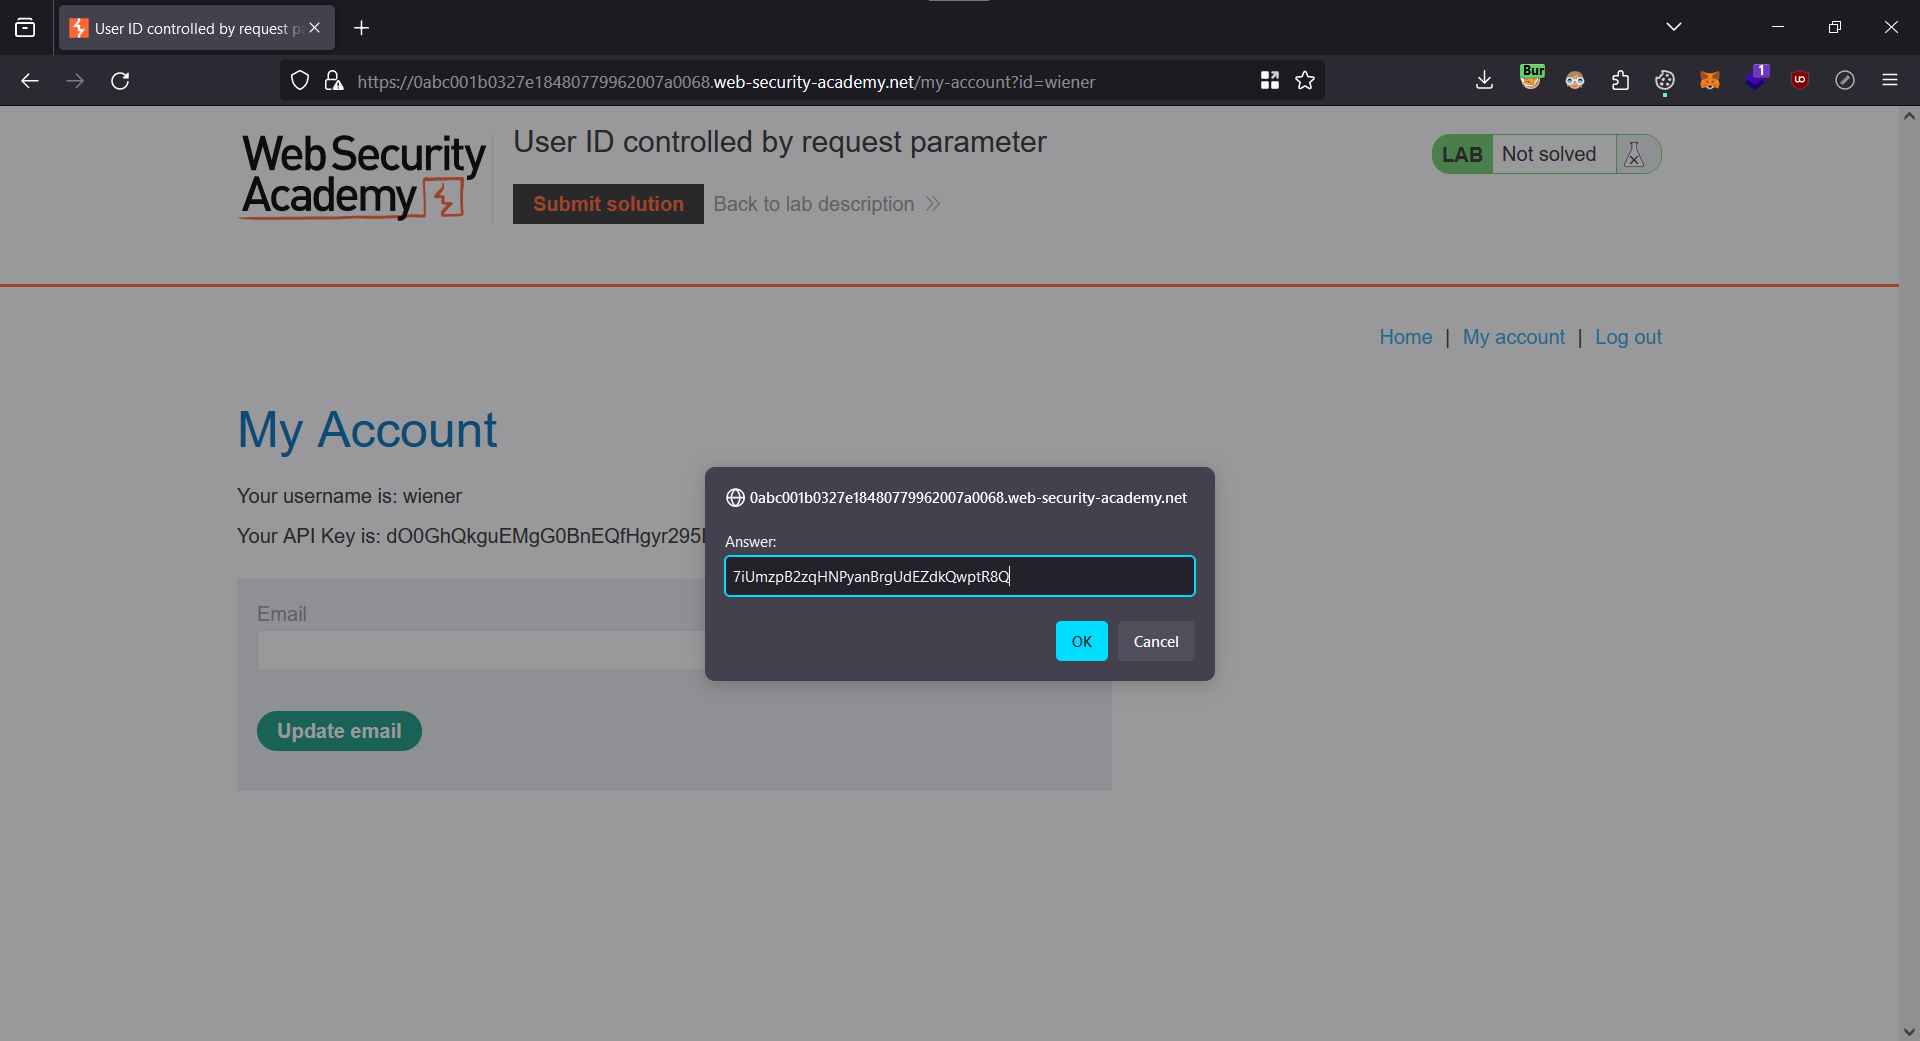 User ID controlled by request p
https://0abc001b0327e18480779962007a0068.web-security-academy.net/my-account?id=wiener
Bur
1
Web Security
Academy
User ID controlled by request parameter
Submit solution
Back to lab description
LAB
Not solved
Home | My account | Log out
My Account
Your username is: wiener
Your API Key is: dO0GhQkguEMgG0BnEQfHgyr295
Email
Update email
0abc001b0327e18480779962007a0068.web-security-academy.net
Answer:
7iUmzpB2zqHNPyanBrgUdEZdkQwptR8Q
OK
Cancel